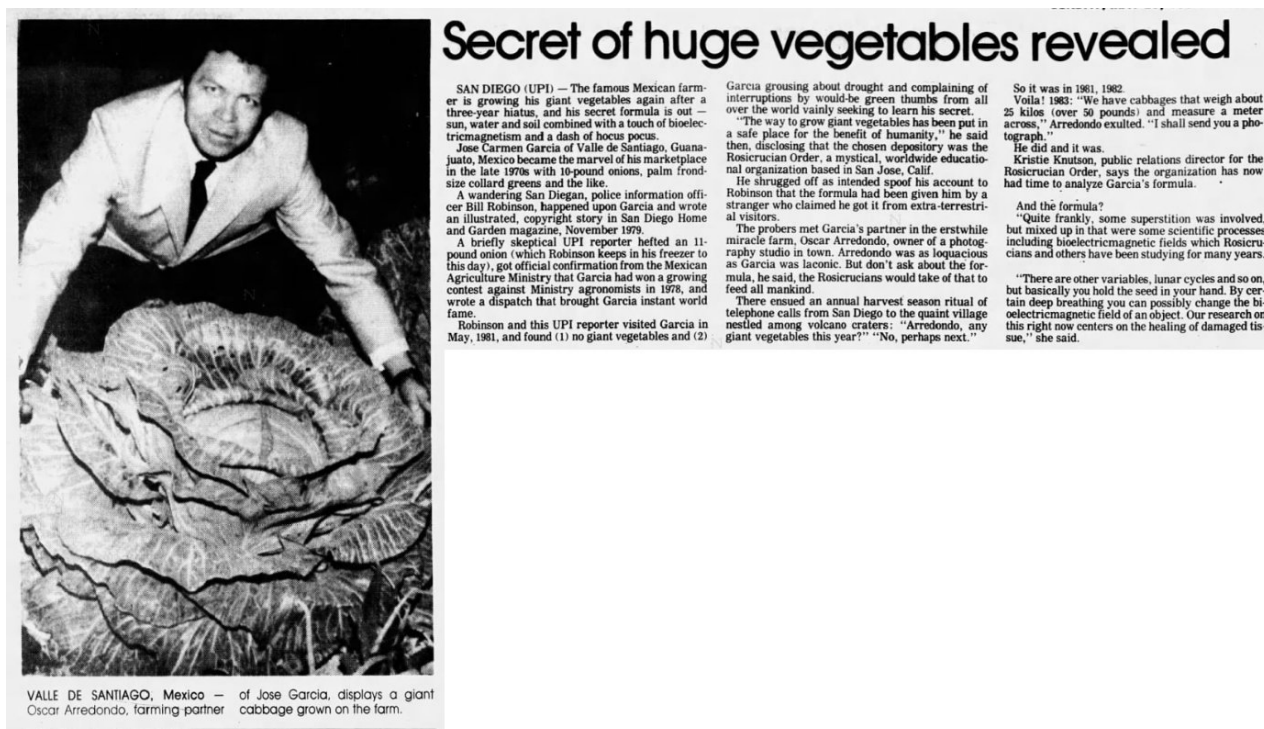 Secret of huge vegetables revealed
SAN DIEGO (UPI) — The famous Mexican farm-
er is growing his giant vegetables again after a
three-year hiatus, and his secret formula is out —
sun, water and soil combined with a touch of bioelec-
tricmagnetism and a dash of hocus pocus.
Jose Carmen Garcia of Valle de Santiago, Guana-
juato, Mexico became the marvel of his marketplace
in the late 1970s with 10-pound onions, palm frond-
size collard greens and the like.
A wandering San Diegan, police information offi-
cer Bill Robinson, happened upon Garcia and wrote
an illustrated, copyright story in San Diego Home
and Garden magazine, November 1979.
A briefly skeptical UPI reporter hefted an 11-
pound onion (which Robinson keeps in his freezer to
this day), got official confirmation from the Mexican
Agriculture Ministry that Garcia had won a growing
contest against Ministry agronomists in 1978, and
wrote a dispatch that brought Garcia instant world
fame.
Robinson and this UPI reporter visited Garcia in
May, 1981, and found (1) no giant vegetables and (2)
Garcia grousing about drought and complaining of
interruptions by would-be green thumbs from all
over the world vainly seeking to learn his secret.
"The way to grow giant vegetables has been put in
a safe place for the benefit of humanity," he said
then, disclosing that the chosen depository was the
Rosicrucian Order, a mystical, worldwide educatio-
nal organization based in San Jose, Calif.
He shrugged off as intended spoof his account to
Robinson that the formula had been given him by a
stranger who claimed he got it from extra-terrestri-
al visitors.
The probers met Garcia's partner in the erstwhile
miracle farm, Oscar Arredondo, owner of a photog-
raphy studio in town. Arredondo was as loquacious
as Garcia was laconic. But don't ask about the for-
mula, he said, the Rosicrucians would take of that to
feed all mankind.
There ensued an annual harvest season ritual of
telephone calls from San Diego to the quaint village
nestled among volcano craters: "Arredondo, any
giant vegetables this year?" "No, perhaps next."
So it was in 1981, 1982.
Voila! 1983: "We have cabbages that weigh about
25 kilos (over 50 pounds) and measure a meter
across," Arredondo exulted. "I shall send you a pho-
tograph."
He did and it was.
Kristie Knutson, public relations director for the
Rosicrucian Order, says the organization has now
had time to analyze Garcia's formula.
And the formula?
"Quite frankly, some superstition was involved,
but mixed up in that were some scientific processes
including bioelectricmagnetic fields which Rosicru-
cians and others have been studying for many years.
"There are other variables, lunar cycles and so on,
but basically you hold the seed in your hand. By cer-
tain deep breathing you can possibly change the bi-
oelectricmagnetic field of an object. Our research on
this right now centers on the healing of damaged tis-
sue," she said.
VALLE DE SANTIAGO, Mexico —
Oscar Arredondo, farming partner
of Jose Garcia, displays a giant
cabbage grown on the farm.